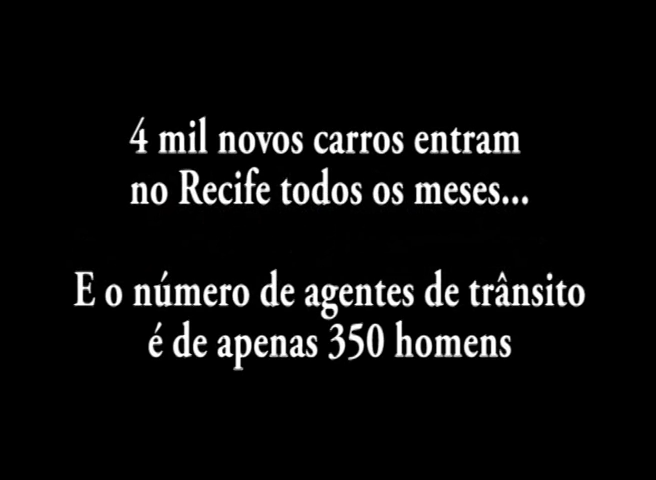 4 mil novos carros entram
no Recife todos os meses...
E o número de agentes de trânsito
é de apenas 350 homens